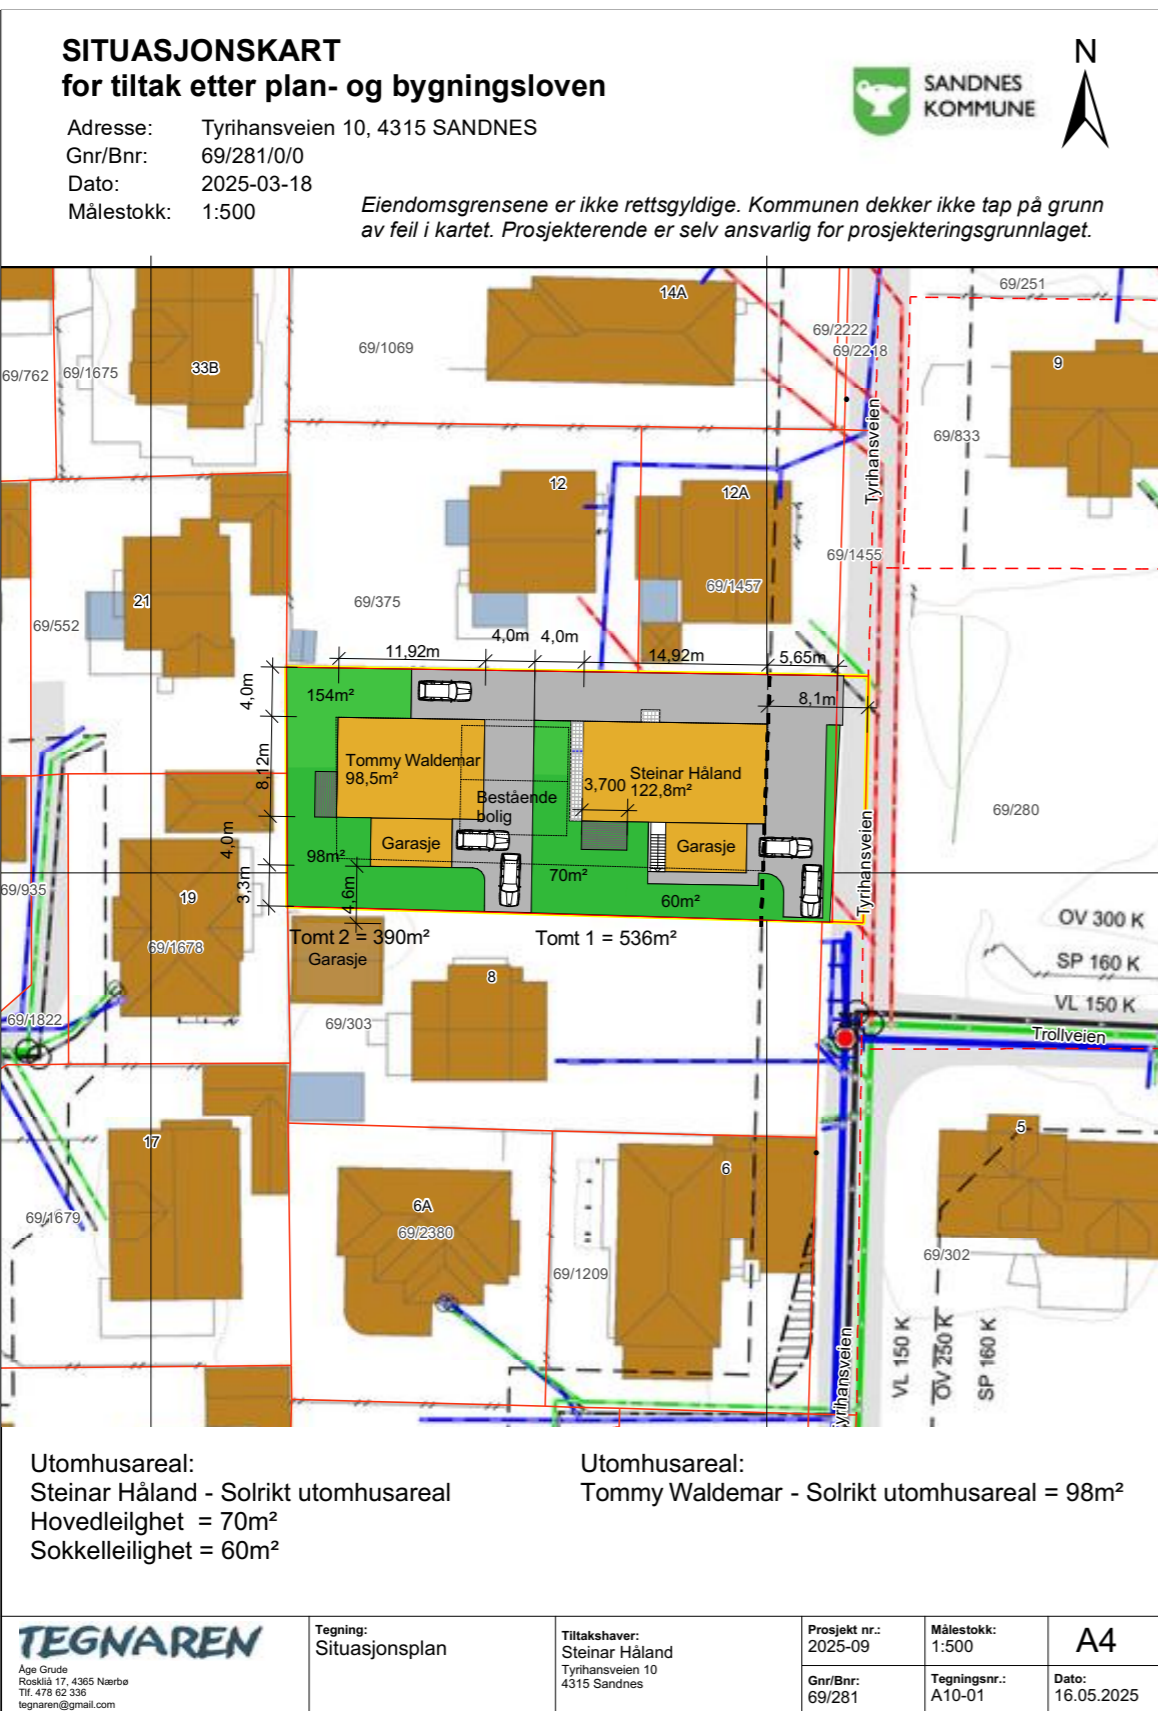 SITUASJONSKART
for tiltak etter plan- og bygningsloven
Adresse: Tyrihansveien 10, 4315 SANDNES
Gnr/Bnr: 69/281/0/0
Dato: 2025-03-18
Målestokk: 1:500
Eiendomsgrensene er ikke rettsgyldige. Kommunen dekker ikke tap på grunn
av feil i kartet. Prosjekterende er selv ansvarlig for prosjekteringsgrunnlaget.
SANDNES
KOMMUNE
N
14A
69/251
69/2222
69/2218
69/1069
33B
69/762
69/1675
9
69/833
Tyrihansveien
12
12A
69/1455
69/1457
21
69/375
69/552
4,0m
4,0m
11,92m
14,92m
5,65m
8,1m
4,0m
154m²
8,12m
Tommy Waldemar
98,5m²
Steinar Håland
122,8m²
3,700
Bestående
bolig
69/280
Garasje
Garasje
4,0m
98m²
70m²
60m²
3,3m
4,6m
Tyrihansveien
69/935
19
69/1678
Tomt 2 = 390m²
Garasje
Tomt 1 = 536m²
OV 300 K
SP 160 K
VL 150 K
Trollveien
8
69/303
69/1822
17
69/1679
6A
69/2380
6
69/1209
5
69/302
VL 150 K
OV 250 K
SP 160 K
yrihansveien
Utomhusareal:
Steinar Håland - Solrikt utomhusareal
Hovedleilghet = 70m²
Sokkelleilighet = 60m²
Utomhusareal:
Tommy Waldemar - Solrikt utomhusareal = 98m²
TEGNAREN
Åge Grude
Rosklià 17, 4365 Nærbø
Tlf. 478 62 336
tegnaren@gmail.com
Tegning:
Situasjonsplan
Tiltakshaver:
Steinar Håland
Tyrihansveien 10
4315 Sandnes
Prosjekt nr.:
2025-09
Målestokk:
1:500
A4
Gnr/Bnr:
69/281
Tegningsnr.:
A10-01
Dato:
16.05.2025